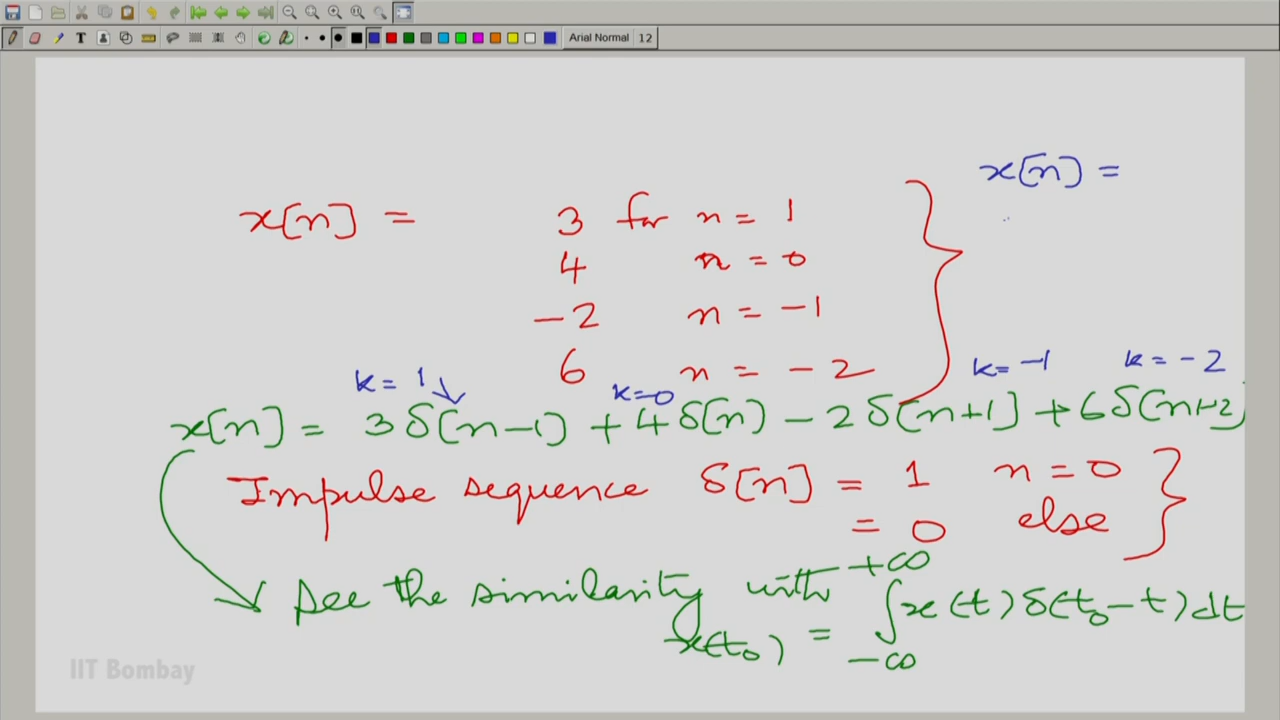 Arial Normal 12
x[n] =
x[n] = 3 for n = 1
4 n = 0
-2 n = -1
6 n = -2
k = 1 k=0 k=-1 k = -2
x[n] = 3δ[n-1] + 4δ[n] - 2δ[n+1] + 6δ[n+2]
Impulse sequence δ[n] = 1 n = 0
= 0 else
See the similarity with
x(t₀) = ∫₋∞⁺∞ x(t) δ(t₀-t) dt
IIT Bombay